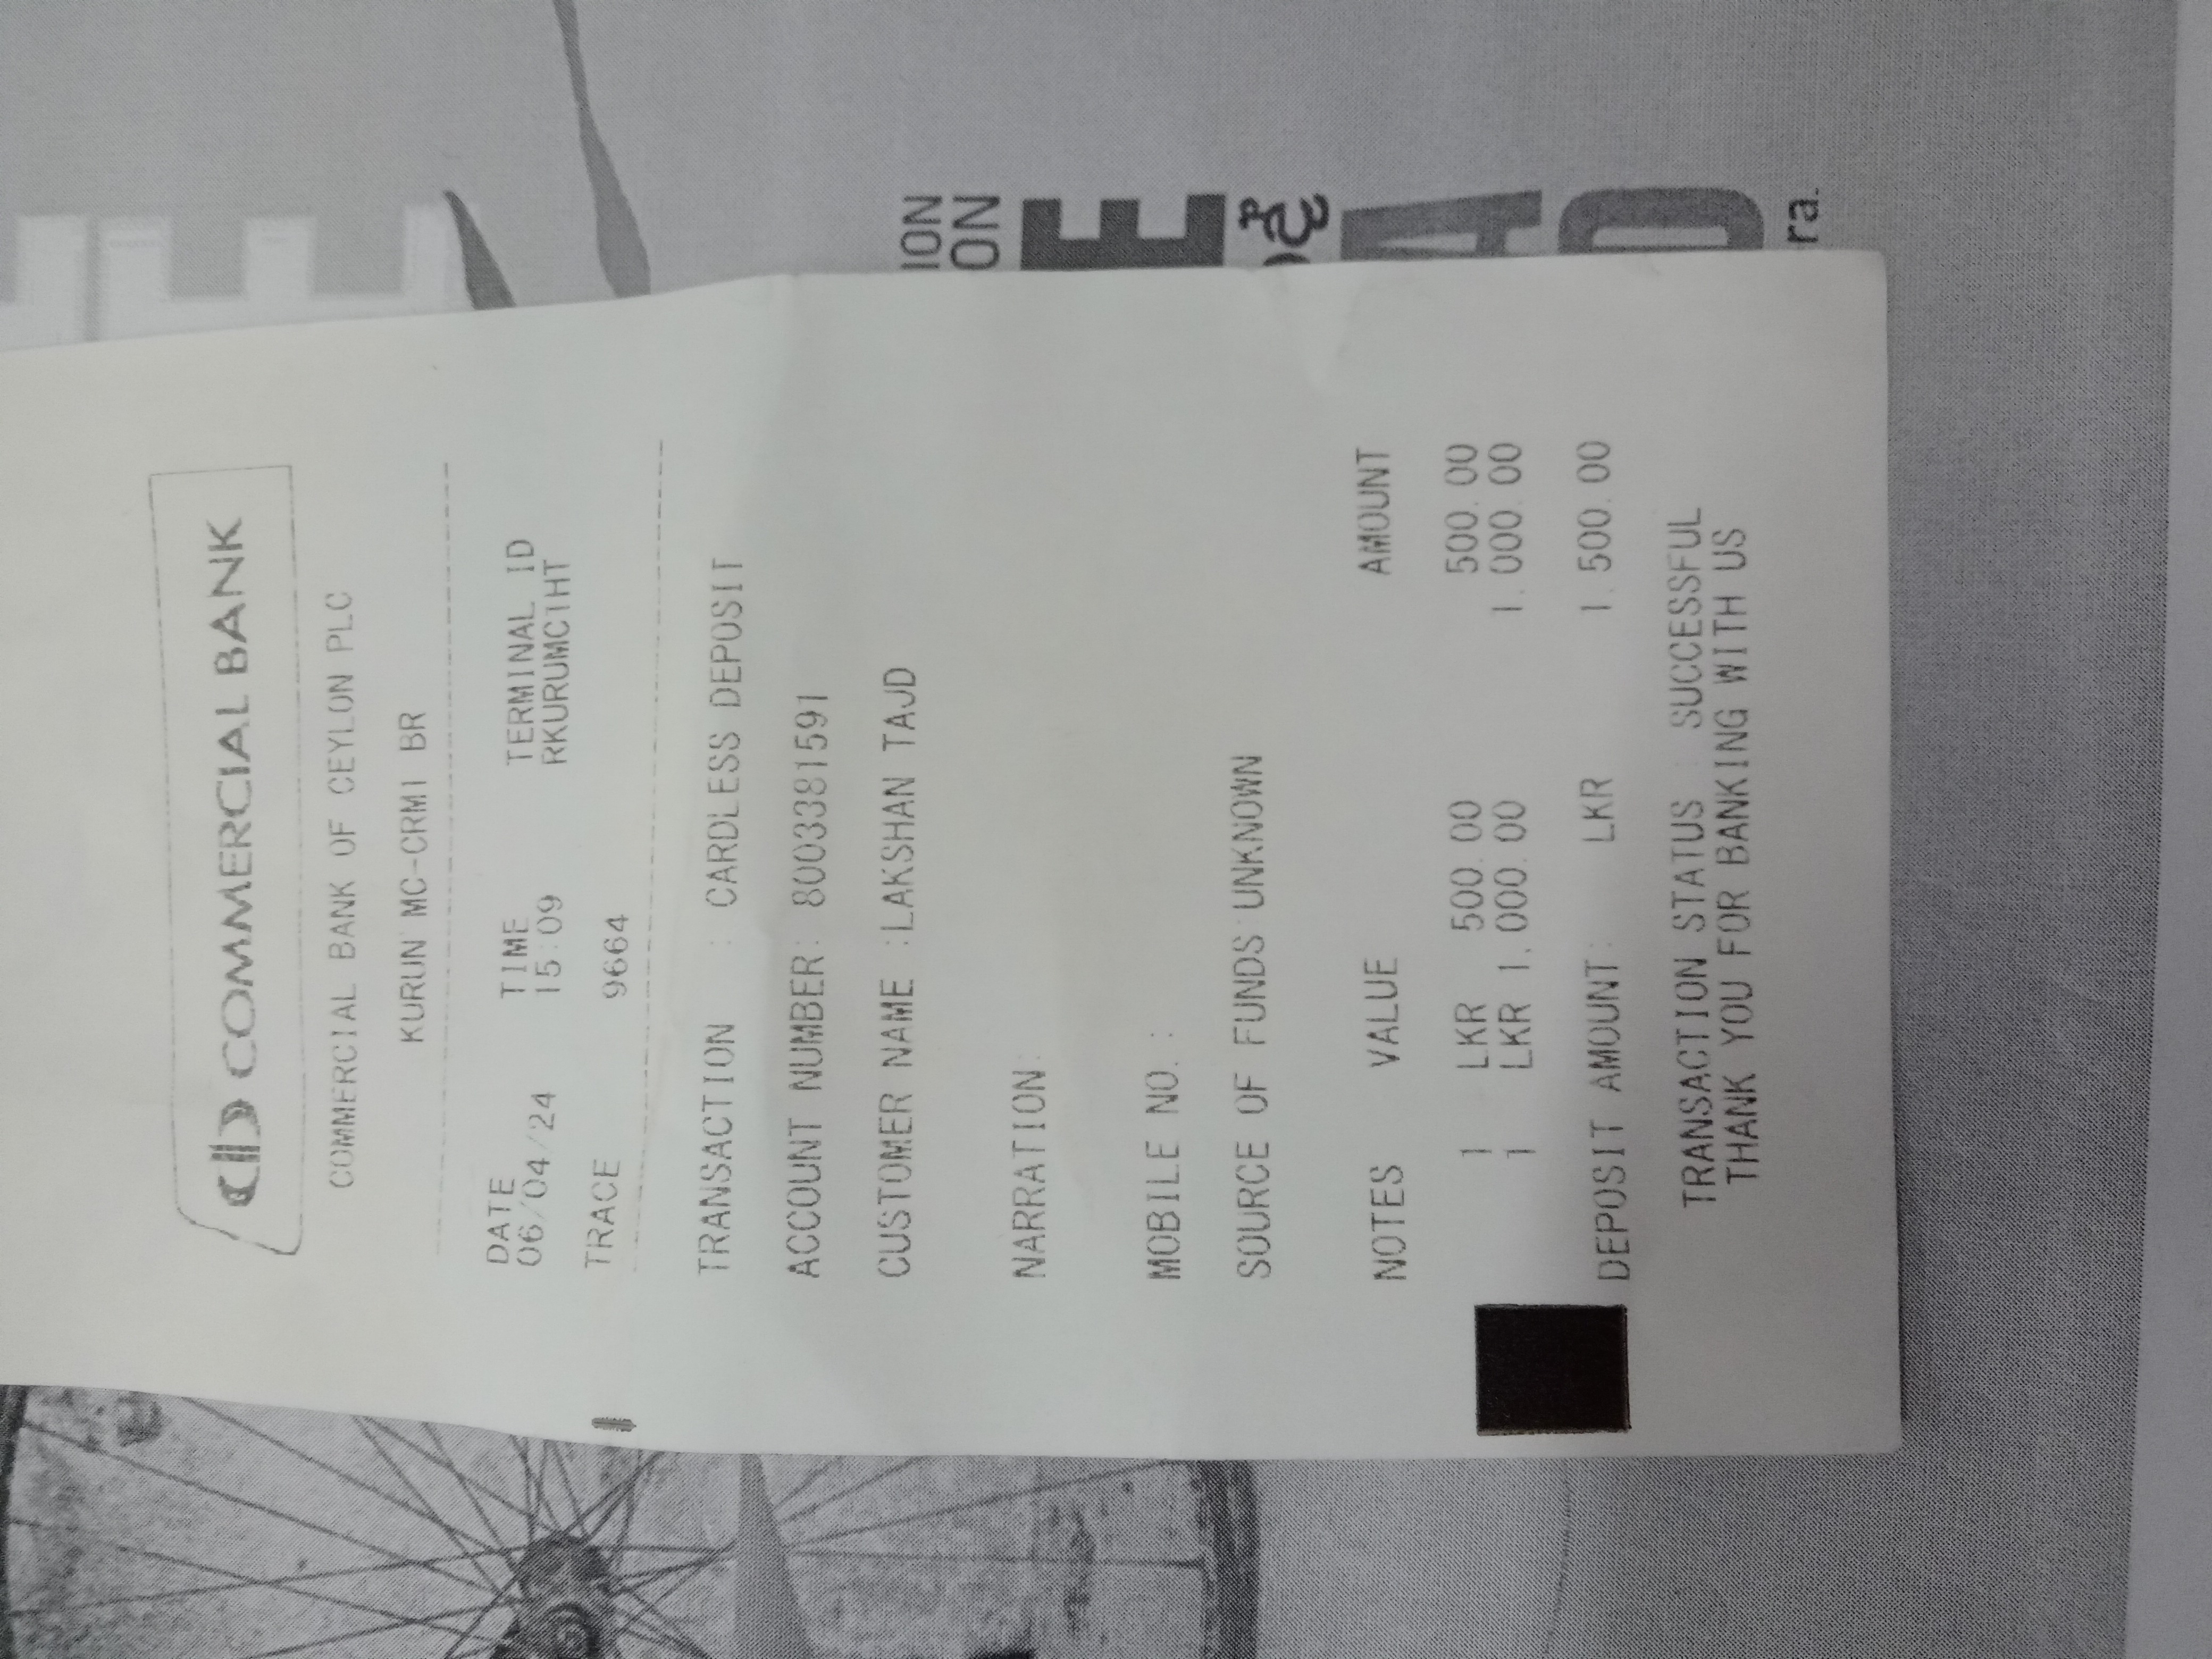 COMMERCIAL BANK
COMMERCIAL BANK OF CEYLON PLC
KURUN MC-CRM1 BR
DATE TIME TERMINAL ID
06/04/24 15:09 RKURUMC1HT
TRACE 9664
TRANSACTION : CARDLESS DEPOSIT
ACCOUNT NUMBER: 8003381591
CUSTOMER NAME :LAKSHAN TAJD
NARRATION:
MOBILE NO. :
SOURCE OF FUNDS:UNKNOWN
NOTES VALUE AMOUNT
1 LKR 500.00 500.00
1 LKR 1,000.00 1,000.00
DEPOSIT AMOUNT: LKR 1,500.00
TRANSACTION STATUS : SUCCESSFUL
THANK YOU FOR BANKING WITH US
ION
ON
E
A
ra.